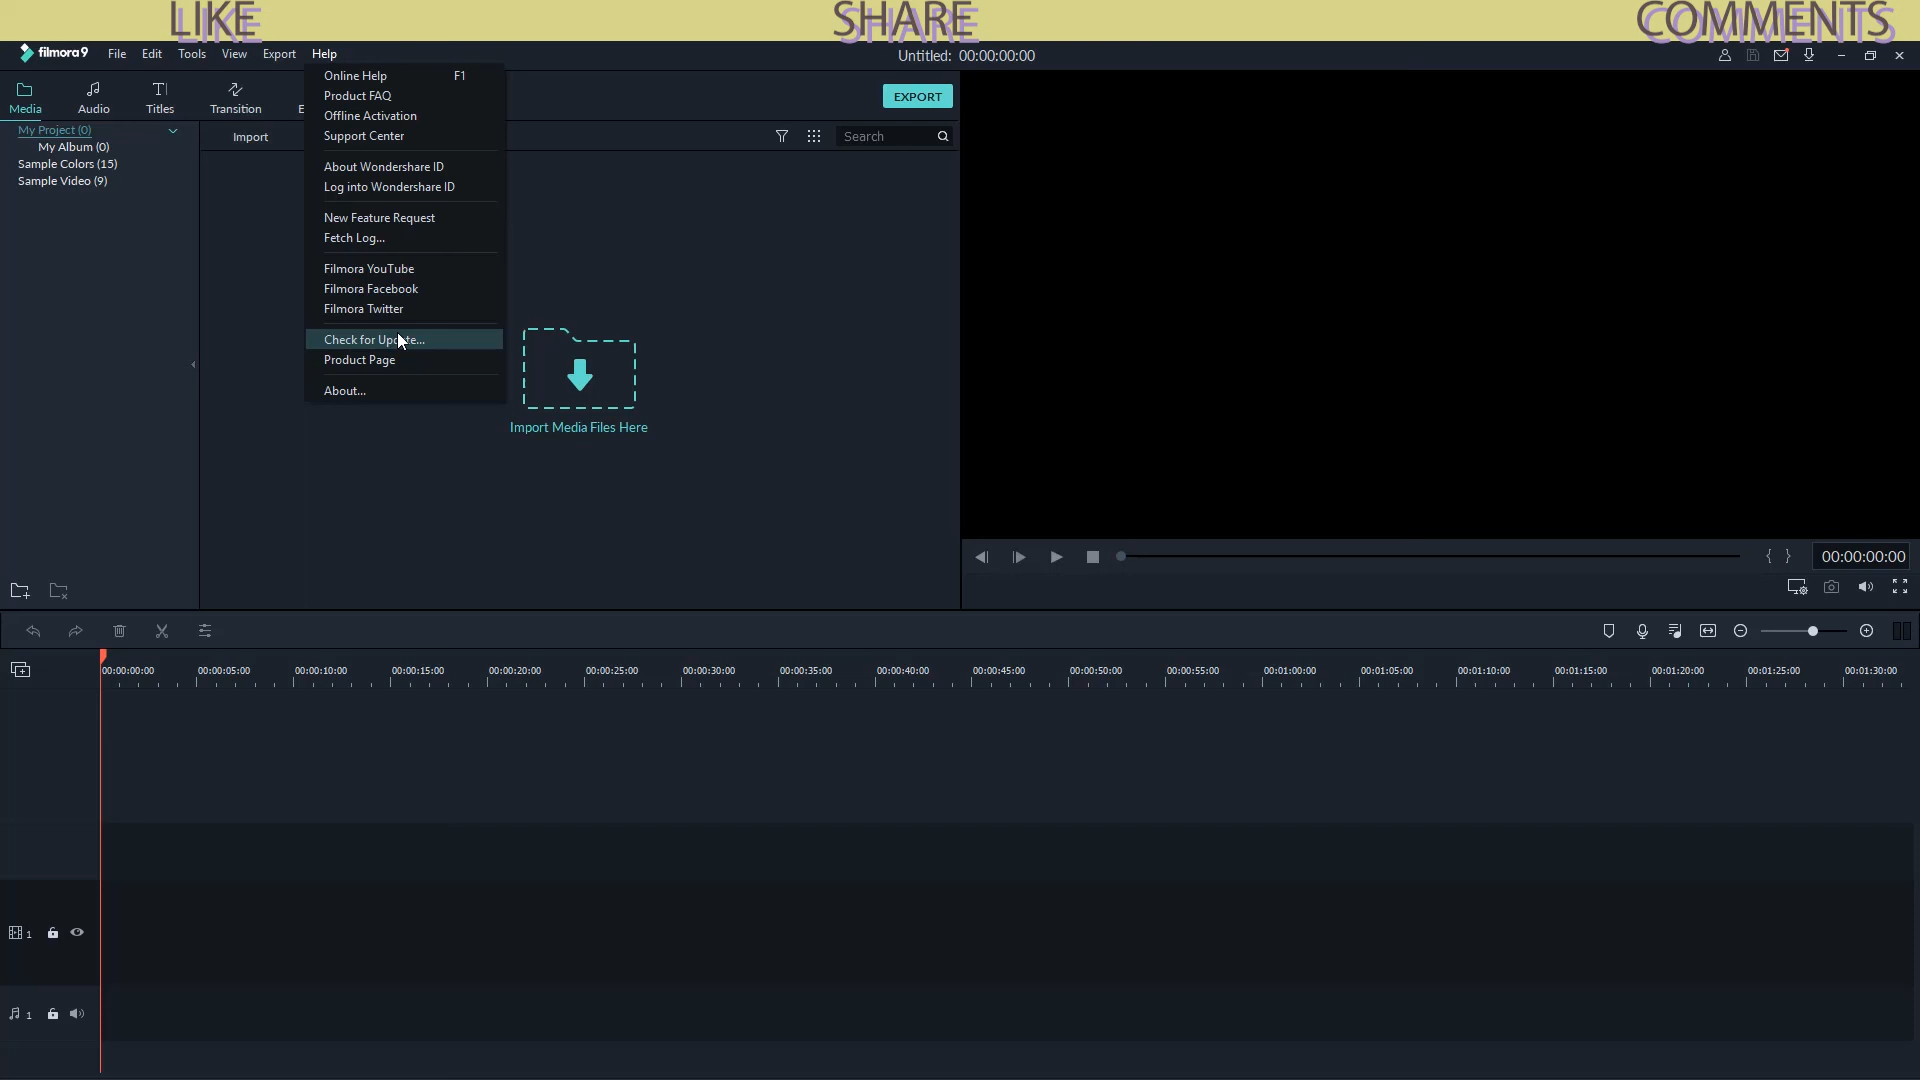 LIKE SHARE COMMENTS
filmora9 File Edit Tools View Export Help Untitled: 00:00:00:00
Online Help F1
Product FAQ
Offline Activation
Support Center
About Wondershare ID
Log into Wondershare ID
New Feature Request
Fetch Log...
Filmora YouTube
Filmora Facebook
Filmora Twitter
Check for Update...
Product Page
About...
Media Audio Titles Transition E EXPORT
My Project (0)
My Album (0)
Sample Colors (15)
Sample Video (9)
Import Search
Import Media Files Here
{ } 00:00:00:00
00:00:00:00 00:00:05:00 00:00:10:00 00:00:15:00 00:00:20:00 00:00:25:00 00:00:30:00 00:00:35:00 00:00:40:00 00:00:45:00 00:00:50:00 00:00:55:00 00:01:00:00 00:01:05:00 00:01:10:00 00:01:15:00 00:01:20:00 00:01:25:00 00:01:30:00
1
1